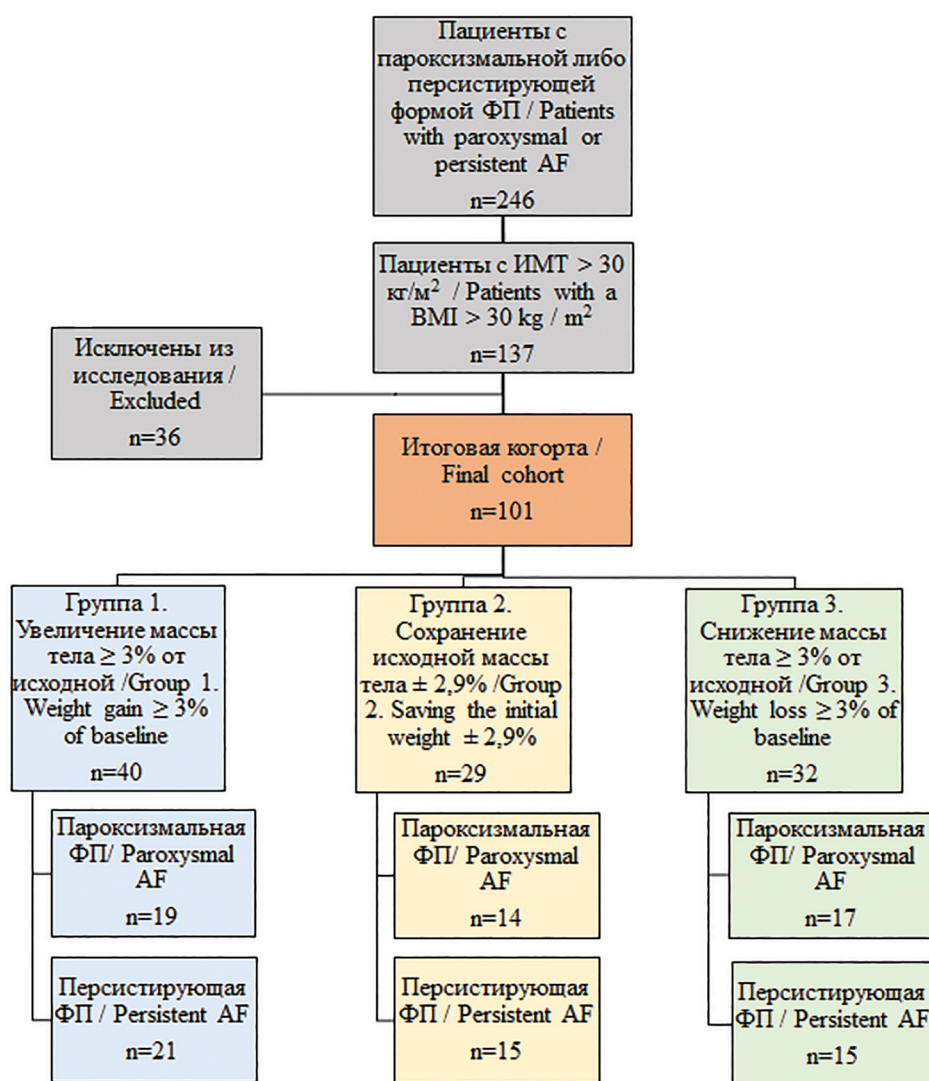 Пациенты с
пароксизмальной либо
персистирующей
формой ФП / Patients
with paroxysmal or
persistent AF
n=246
Пациенты с ИМТ > 30
кг/м² / Patients with a
BMI > 30 kg / m²
n=137
Исключены из
исследования /
Excluded
n=36
Итоговая когорта /
Final cohort
n=101
Группа 1.
Увеличение массы
тела ≥ 3% от
исходной /Group 1.
Weight gain ≥ 3%
of baseline
n=40
Пароксизмальная
ФП/ Paroxysmal
AF
n=19
Персистирующая
ФП / Persistent AF
n=21
Группа 2.
Сохранение
исходной массы
тела ± 2,9% /Group
2. Saving the initial
weight ± 2,9%
n=29
Пароксизмальная
ФП/ Paroxysmal
AF
n=14
Персистирующая
ФП / Persistent AF
n=15
Группа 3.
Снижение массы
тела ≥ 3% от
исходной /Group 3.
Weight loss ≥ 3% of
baseline
n=32
Пароксизмальная
ФП/ Paroxysmal
AF
n=17
Персистирующая
ФП / Persistent AF
n=15